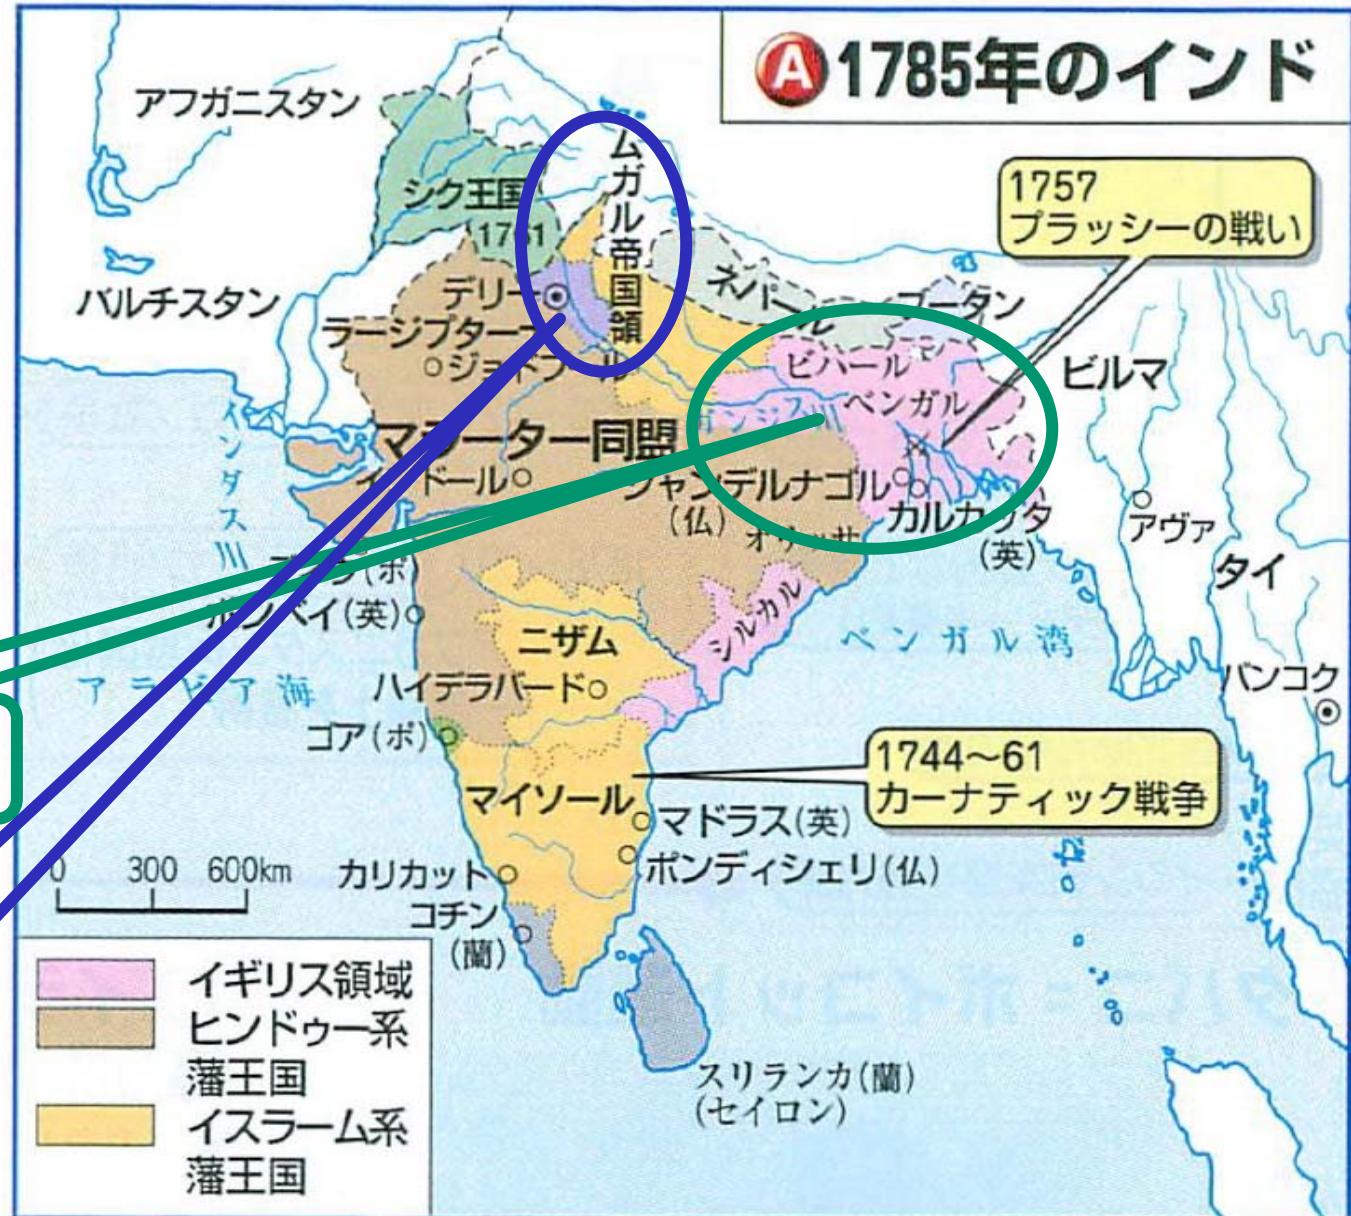 A 1785年のインド
アフガニスタン
シク王国
ムガル帝国領
1757
プラッシーの戦い
バルチスタン
デリー
ネパール
ブータン
ラージプターナ
ビハール
ビルマ
ベンガル
ガンジス川
マラーター同盟
インダス川
シャンデルナゴル
(仏)
カルカッタ
(英)
アヴァ
タイ
シルカル
ボンベイ(英)
ニザム
ベンガル湾
アラビア海
ハイデラバード
バンコク
ゴア(ポ)
1744〜61
カーナティック戦争
マイソール
マドラス(英)
ポンディシェリ(仏)
カリカット
コチン
(蘭)
0 300 600km
スリランカ(蘭)
(セイロン)
イギリス領域
ヒンドゥー系
藩王国
イスラーム系
藩王国